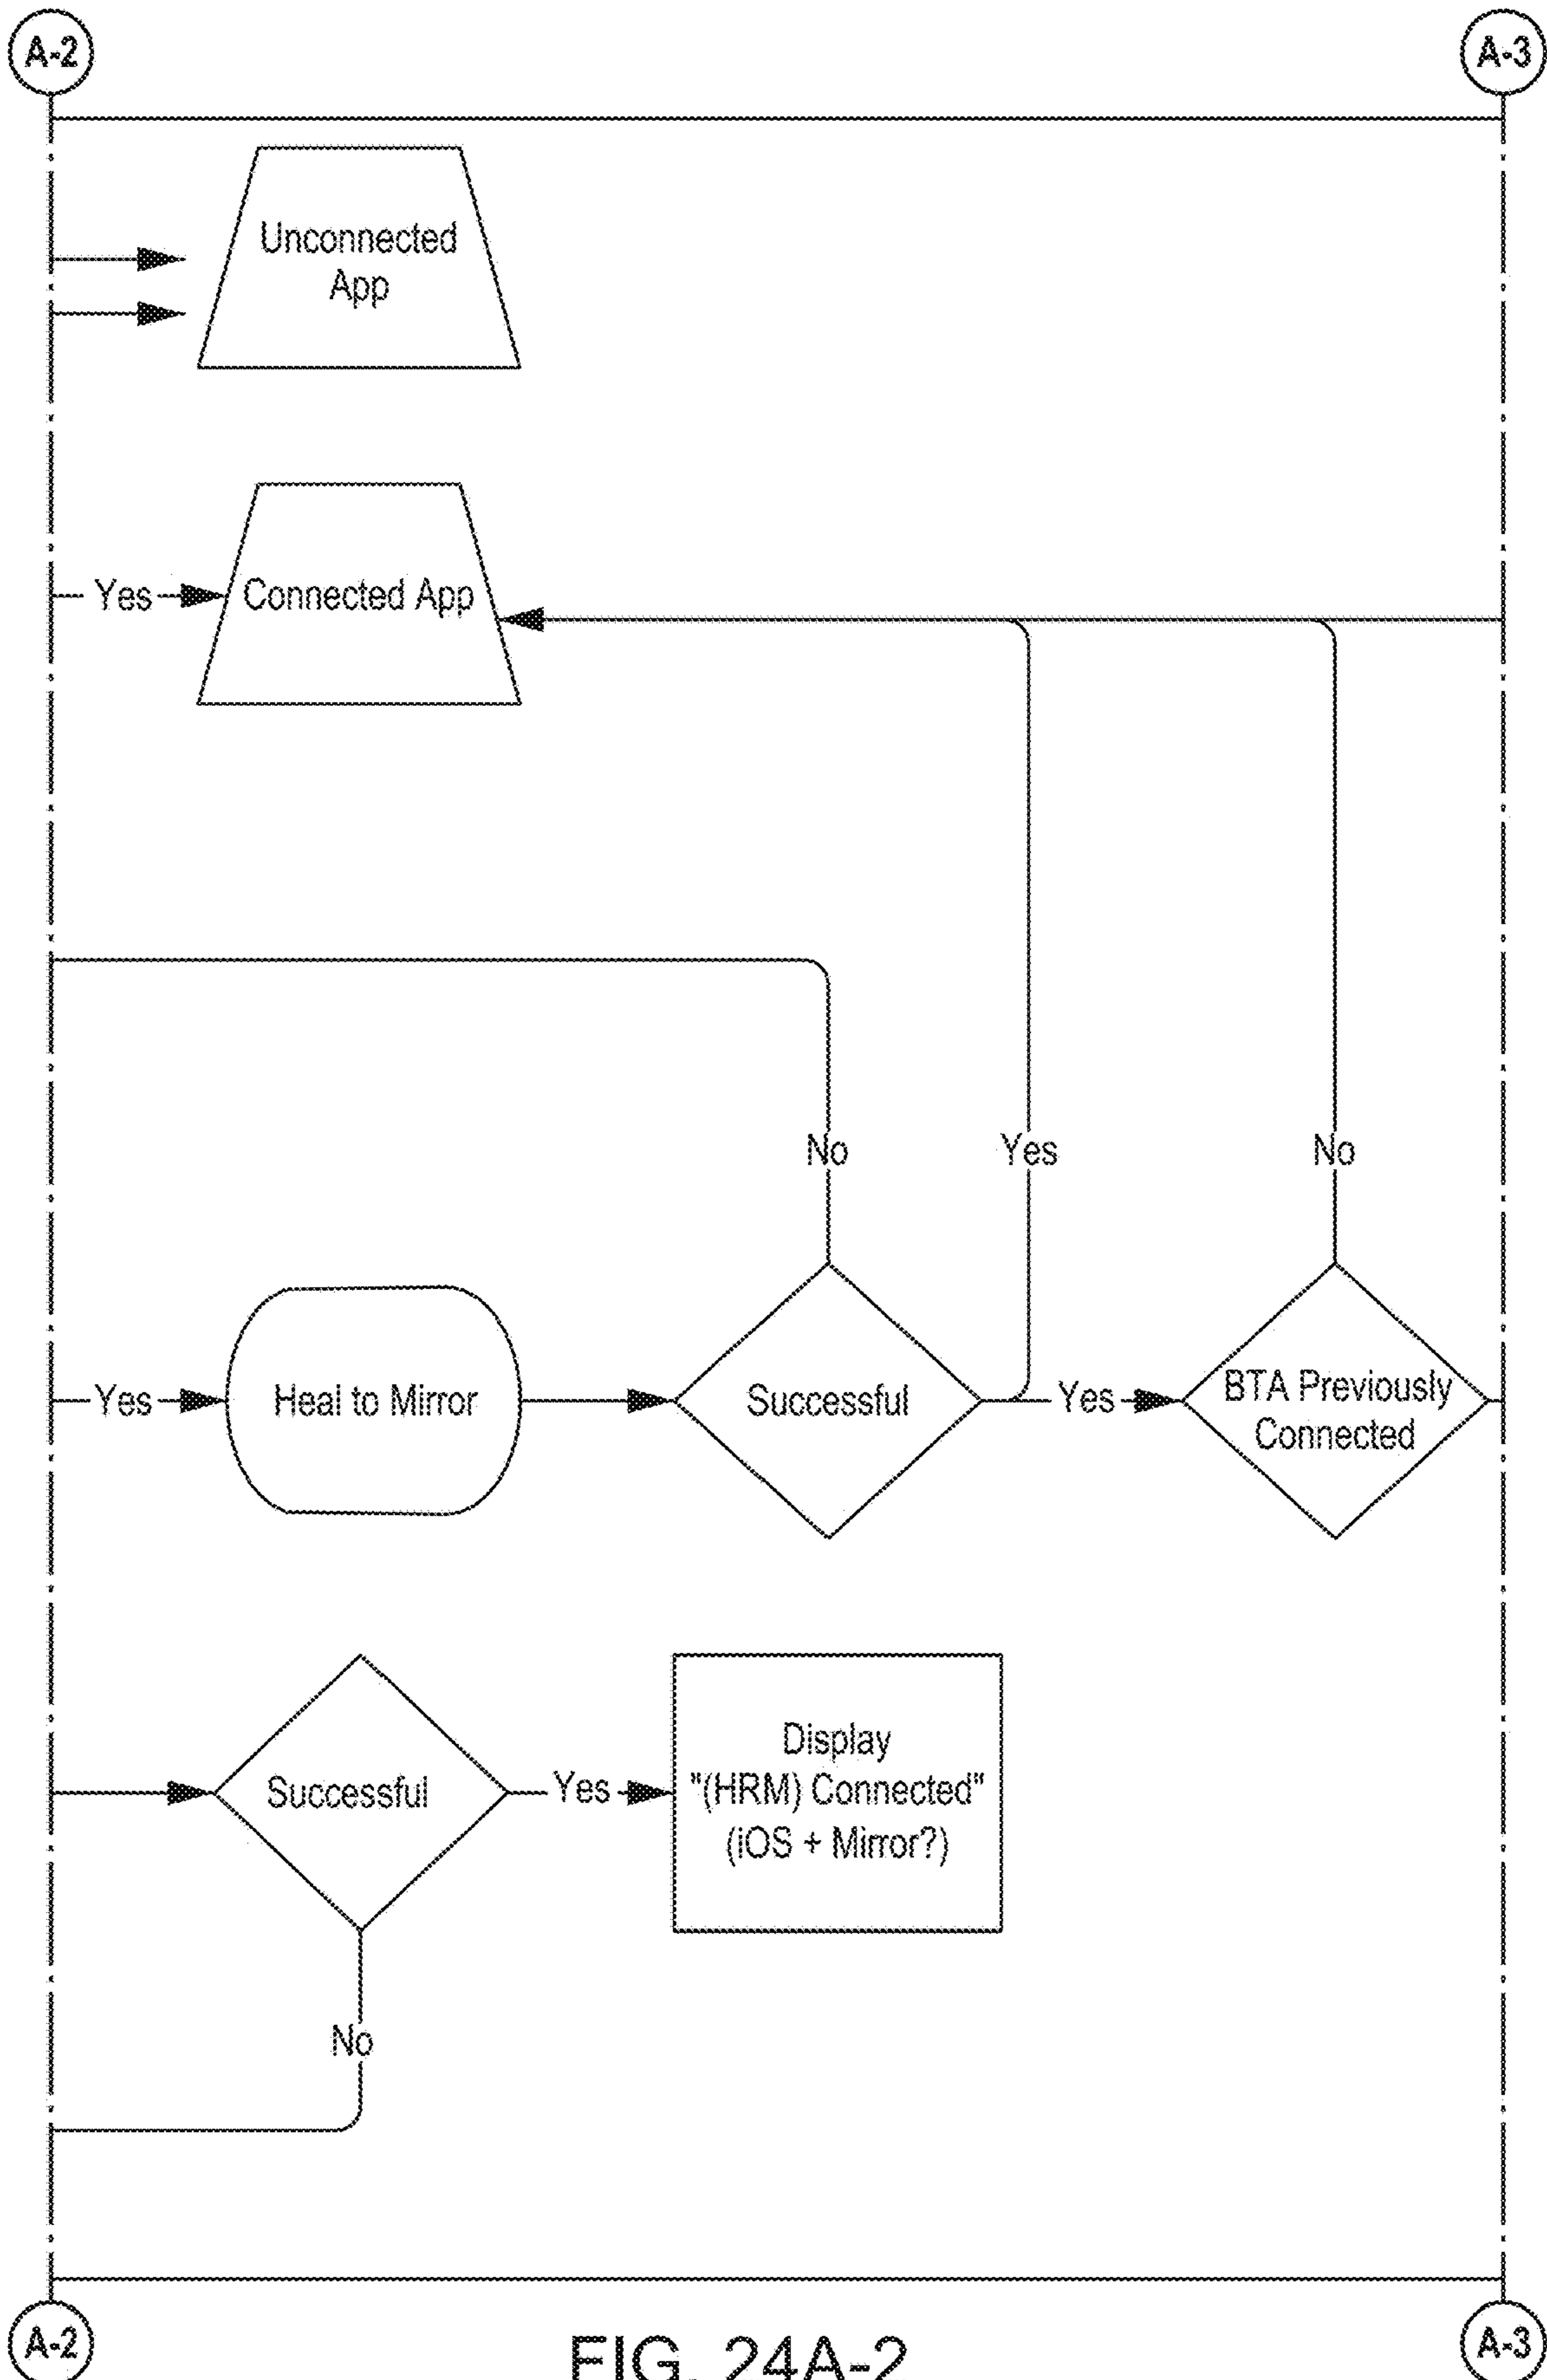 A-2
A-3
Unconnected
App
Yes
Connected App
No
Yes
No
Yes
Heal to Mirror
Successful
Yes
BTA Previously
Connected
Successful
Yes
Display
"(HRM) Connected"
(iOS + Mirror?)
No
A-2
FIG. 24A-2
A-3